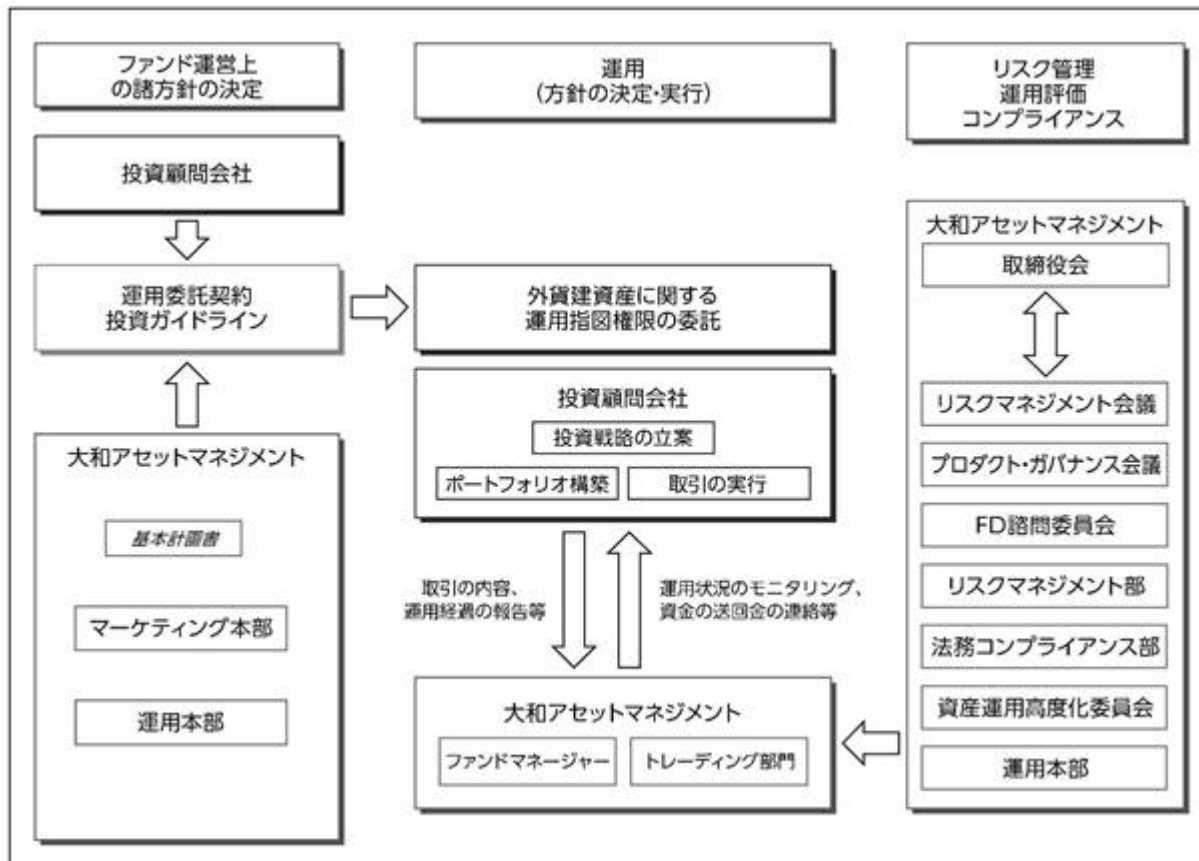 ファンド運営上
の諸方針の決定
投資顧問会社
運用委託契約
投資ガイドライン
大和アセットマネジメント
基本計画書
マーケティング本部
運用本部
運用
(方針の決定・実行)
外貨建資産に関する
運用指図権限の委託
投資顧問会社
投資戦略の立案
ポートフォリオ構築
取引の実行
取引の内容、
運用経過の報告等
運用状況のモニタリング、
資金の送回金の連絡等
大和アセットマネジメント
ファンドマネージャー
トレーディング部門
リスク管理
運用評価
コンプライアンス
大和アセットマネジメント
取締役会
リスクマネジメント会議
プロダクト・ガバナンス会議
FD諮問委員会
リスクマネジメント部
法務コンプライアンス部
資産運用高度化委員会
運用本部